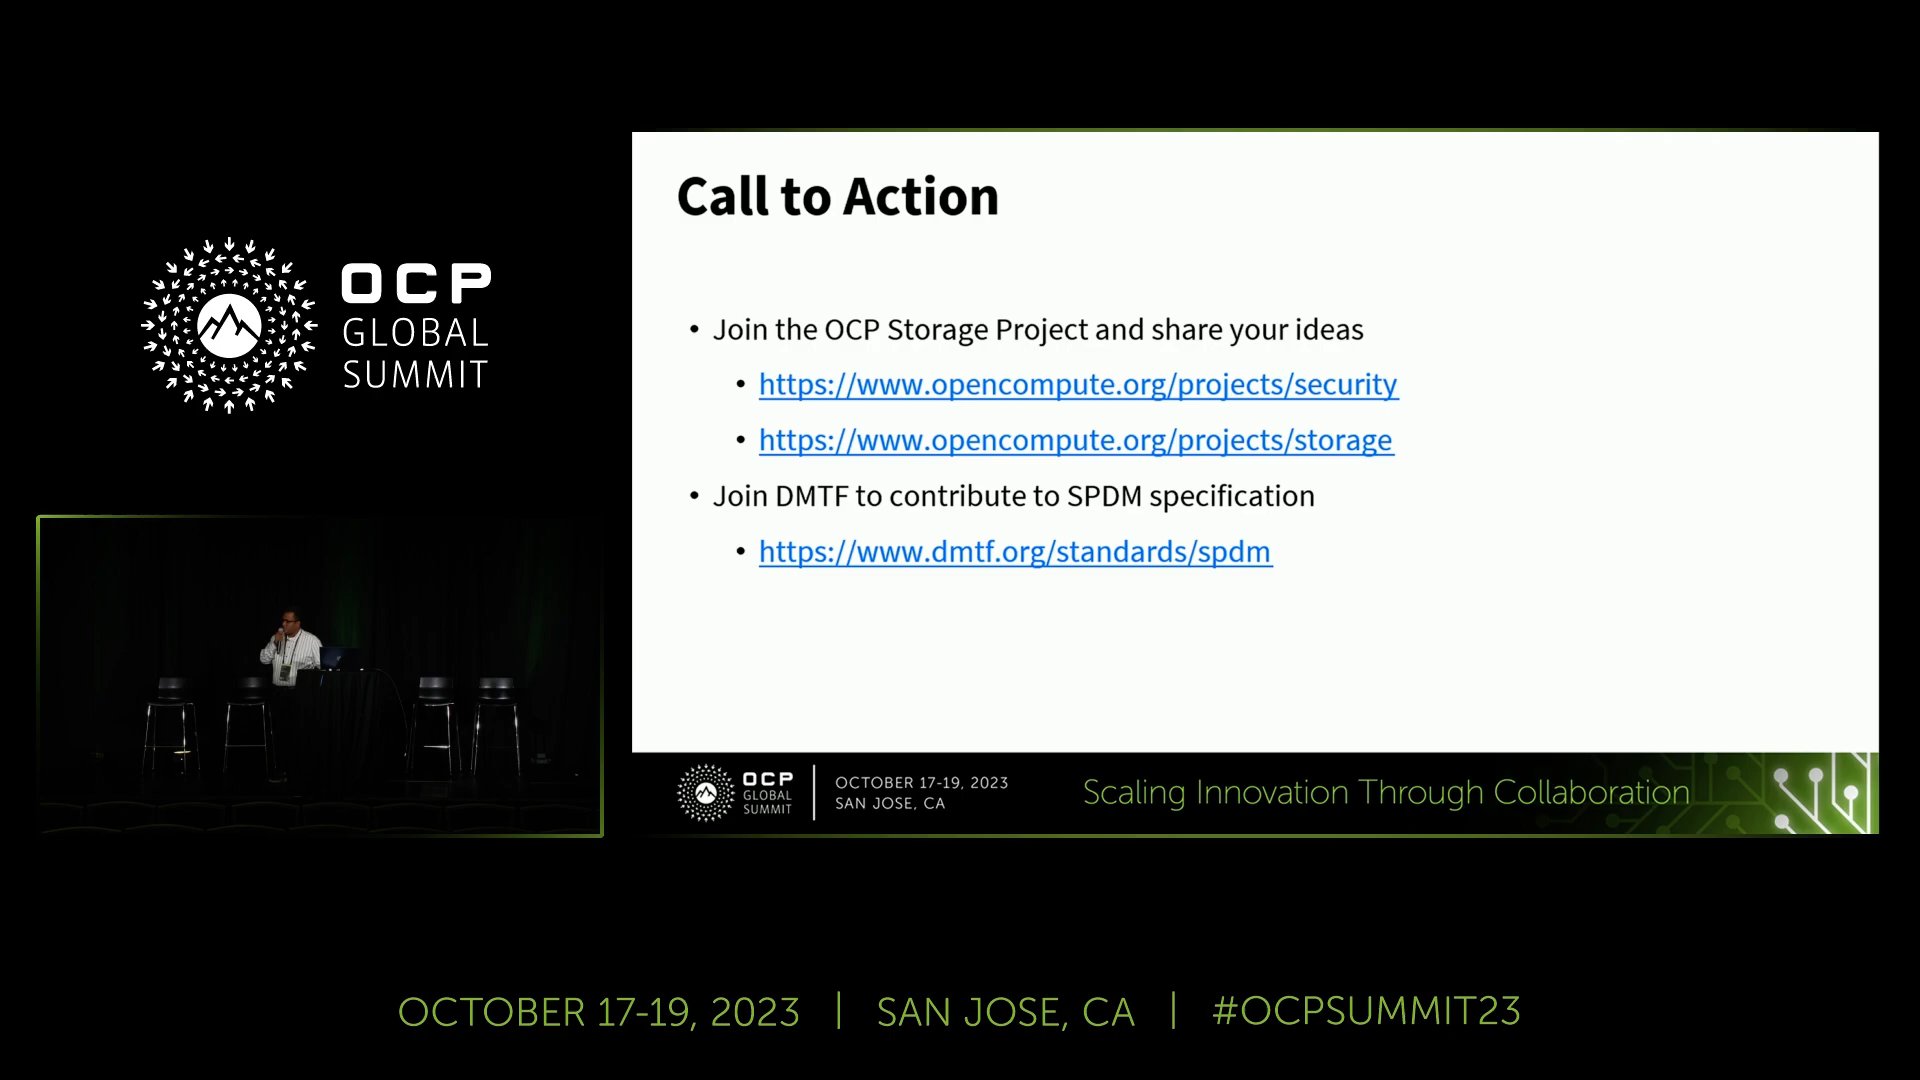 OCP
GLOBAL
SUMMIT
Call to Action
• Join the OCP Storage Project and share your ideas
• https://www.opencompute.org/projects/security
• https://www.opencompute.org/projects/storage
• Join DMTF to contribute to SPDM specification
• https://www.dmtf.org/standards/spdm
OCP
GLOBAL
SUMMIT
OCTOBER 17-19, 2023
SAN JOSE, CA
Scaling Innovation Through Collaboration
OCTOBER 17-19, 2023 | SAN JOSE, CA | #OCPSUMMIT23